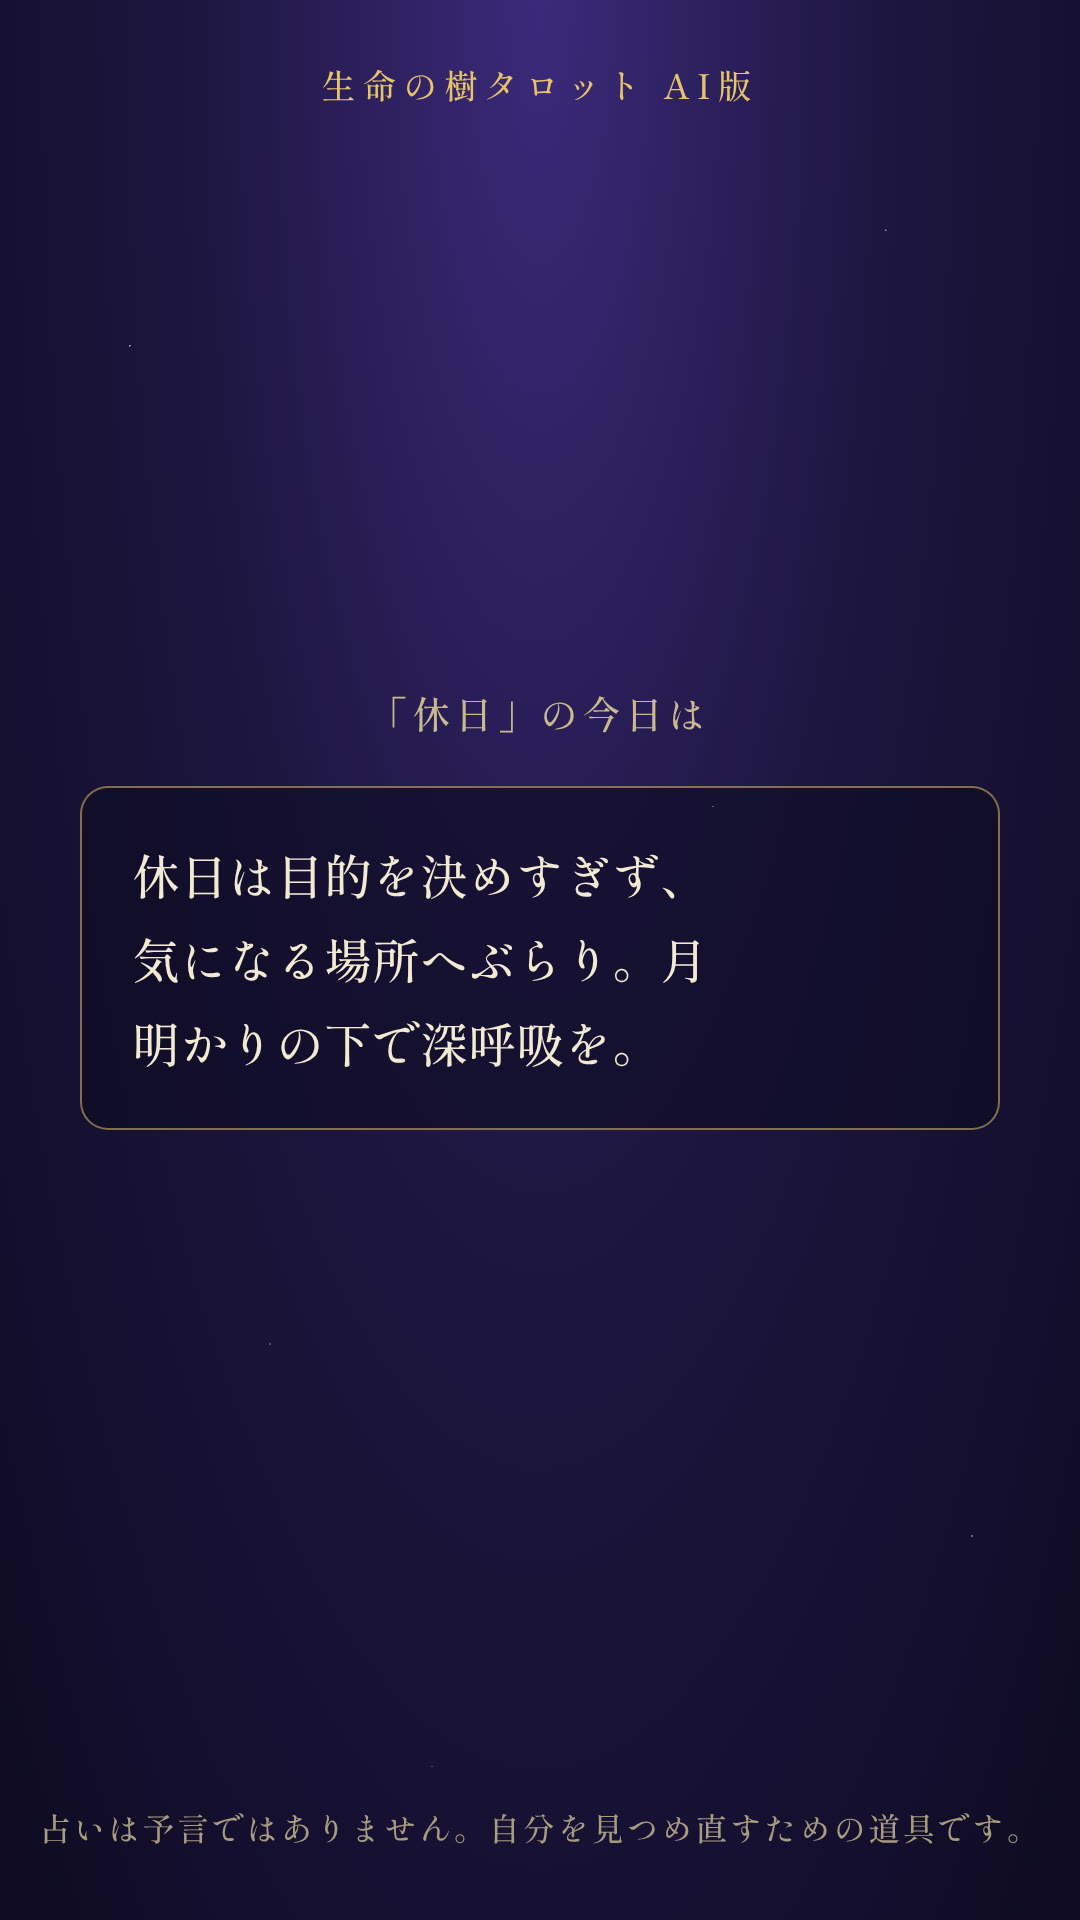 生命の樹タロット AI版
「休日」の今日は
休日は目的を決めすぎず、
気になる場所へぶらり。月
明かりの下で深呼吸を。
占いは予言ではありません。自分を見つめ直すための道具です。